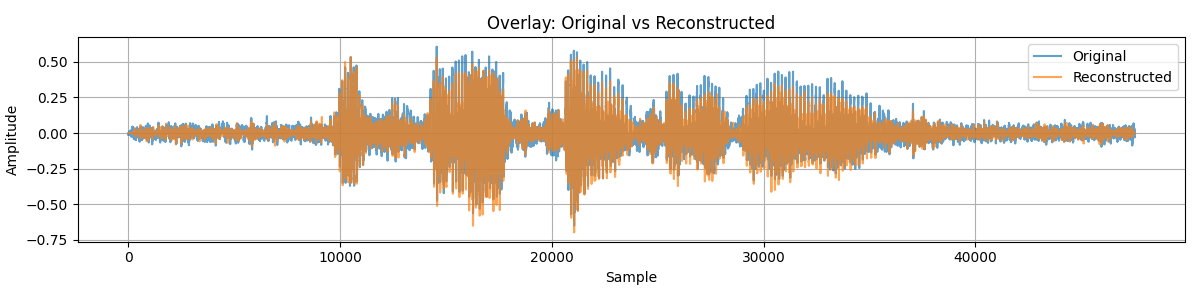 Overlay: Original vs Reconstructed
Original
Reconstructed
Amplitude
0.50
0.25
0.00
−0.25
−0.50
−0.75
0
10000
20000
30000
40000
Sample